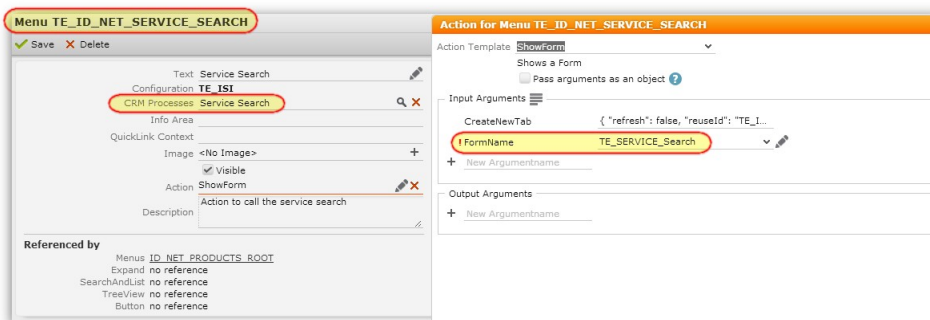 Menu TE_ID_NET_SERVICE_SEARCH
Save Delete
Text Service Search
Configuration TE_ISI
CRM Processes Service Search
Info Area
QuickLink Context
Image <No Image>
Visible
Action ShowForm
Description Action to call the service search
Referenced by
Menus ID_NET_PRODUCTS_ROOT
Expand no reference
SearchAndList no reference
TreeView no reference
Button no reference
Action for Menu TE_ID_NET_SERVICE_SEARCH
Action Template ShowForm
Shows a Form
Pass arguments as an object ?
Input Arguments
CreateNewTab { "refresh": false, "reuseId": "TE_I...
! FormName TE_SERVICE_Search
+ New Argumentname
Output Arguments
+ New Argumentname